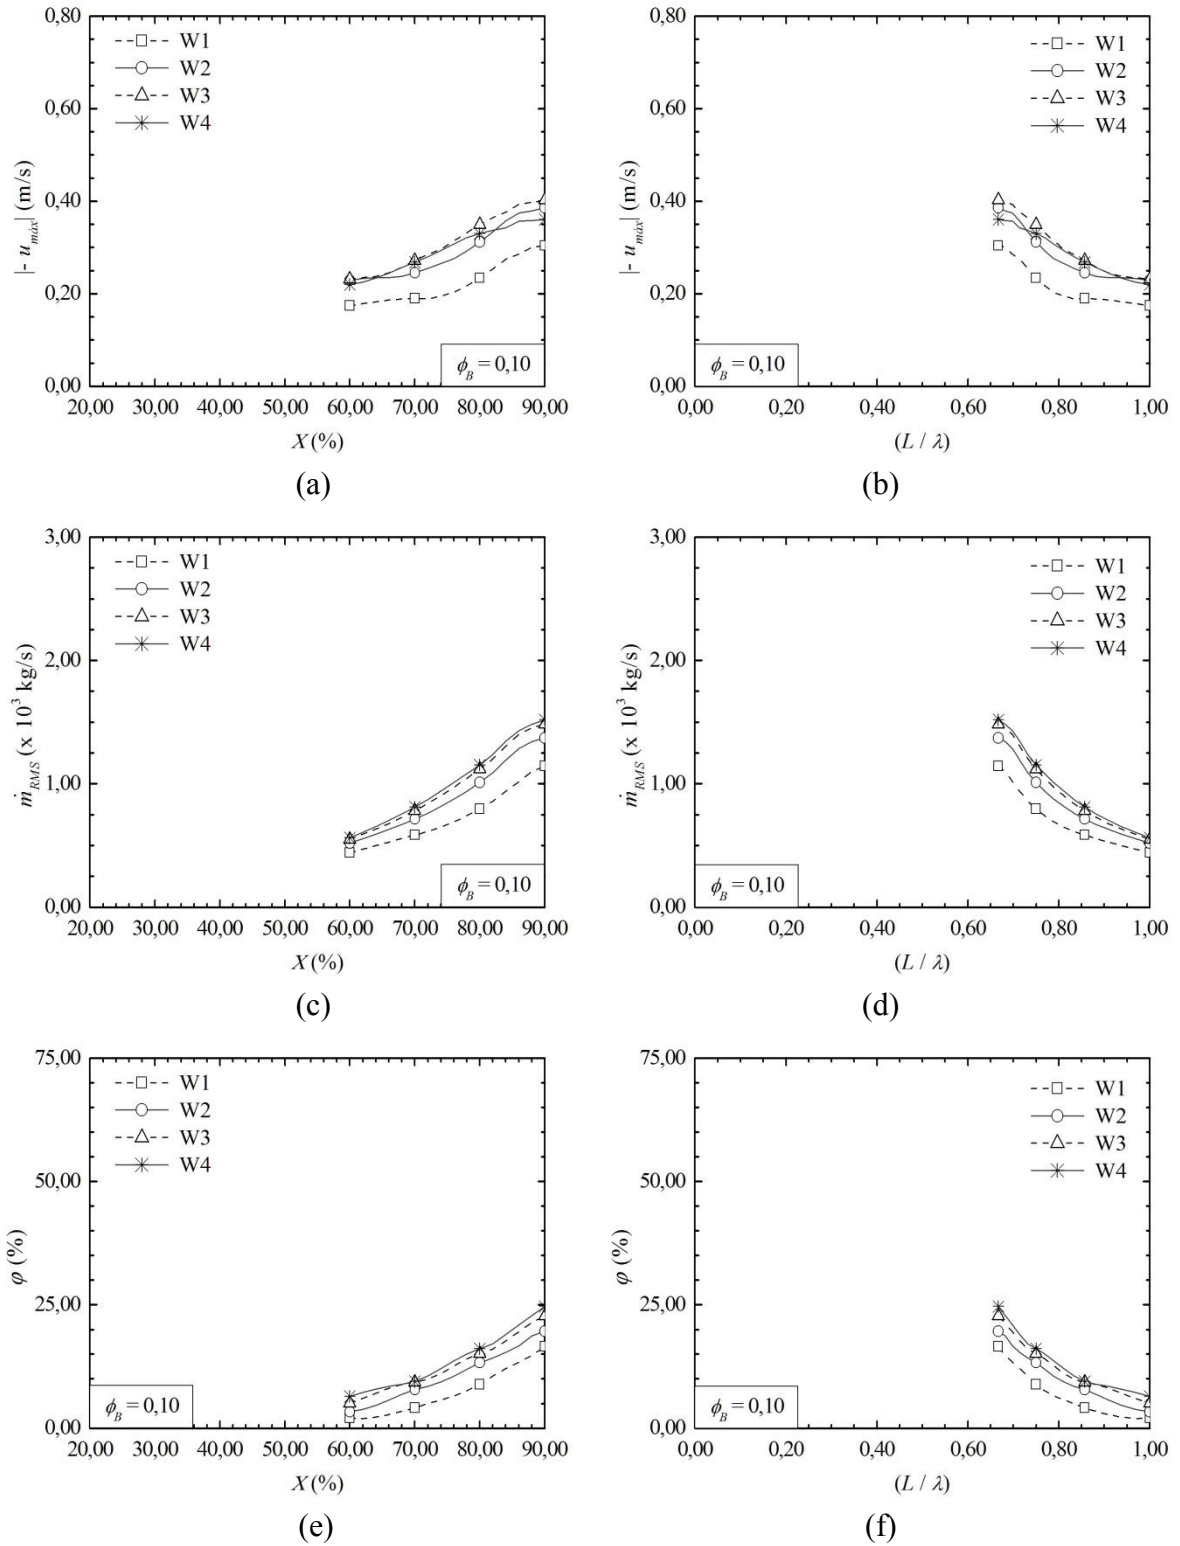 0,80
0,60
0,40
0,20
0,00
|- u_máx| (m/s)
W1
W2
W3
W4
ϕ_B = 0,10
20,00 30,00 40,00 50,00 60,00 70,00 80,00 90,00
X (%)
(a)
0,80
0,60
0,40
0,20
0,00
|- u_máx| (m/s)
W1
W2
W3
W4
ϕ_B = 0,10
0,00 0,20 0,40 0,60 0,80 1,00
(L / λ)
(b)
3,00
2,00
1,00
0,00
ṁ_RMS (x 10³ kg/s)
W1
W2
W3
W4
ϕ_B = 0,10
20,00 30,00 40,00 50,00 60,00 70,00 80,00 90,00
X (%)
(c)
3,00
2,00
1,00
0,00
ṁ_RMS (x 10³ kg/s)
W1
W2
W3
W4
ϕ_B = 0,10
0,00 0,20 0,40 0,60 0,80 1,00
(L / λ)
(d)
75,00
50,00
25,00
0,00
φ (%)
W1
W2
W3
W4
ϕ_B = 0,10
20,00 30,00 40,00 50,00 60,00 70,00 80,00 90,00
X (%)
(e)
75,00
50,00
25,00
0,00
φ (%)
W1
W2
W3
W4
ϕ_B = 0,10
0,00 0,20 0,40 0,60 0,80 1,00
(L / λ)
(f)